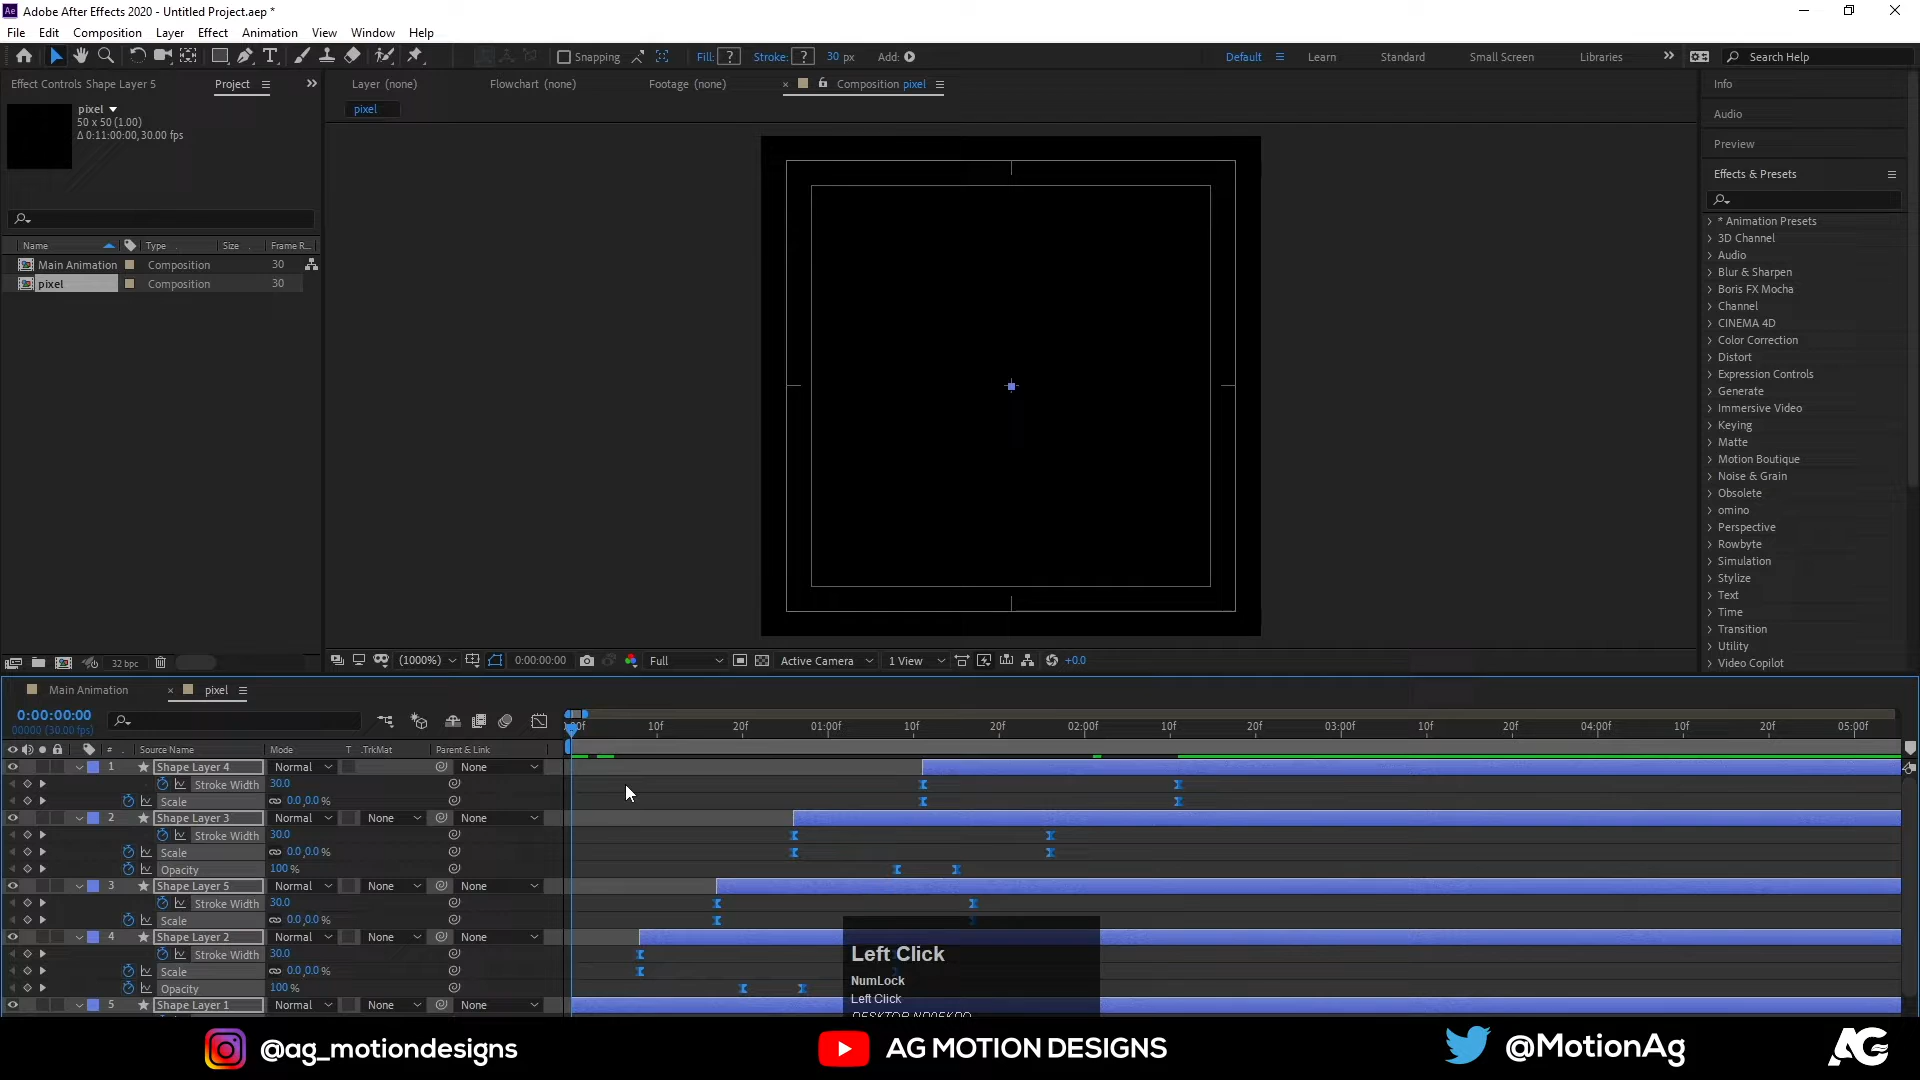 Adobe After Effects 2020 - Untitled Project.aep *
File Edit Composition Layer Effect Animation View Window Help
Snapping Fill: ? Stroke: ? 30 px Add: Default Learn Standard Small Screen Libraries Search Help
Effect Controls Shape Layer 5 Project Layer (none) Flowchart (none) Footage (none) Composition pixel Info
pixel
50 x 50 (1.00)
Δ 0:11:00:00, 30.00 fps
pixel
Audio
Preview
Effects & Presets
Name Type Size Frame R...
Main Animation Composition 30
pixel Composition 30
* Animation Presets
3D Channel
Audio
Blur & Sharpen
Boris FX Mocha
Channel
CINEMA 4D
Color Correction
Distort
Expression Controls
Generate
Immersive Video
Keying
Matte
Motion Boutique
Noise & Grain
Obsolete
omino
Perspective
Rowbyte
Simulation
Stylize
Text
Time
Transition
Utility
Video Copilot
32 bpc (1000%) 0:00:00:00 Full Active Camera 1 View +0.0
Main Animation pixel
0:00:00:00
00000 (30.00 fps)
10f 20f 01:00f 10f 20f 02:00f 10f 20f 03:00f 10f 20f 04:00f 10f 20f 05:00f
# Source Name Mode T .TrkMat Parent & Link
1 Shape Layer 4 Normal None
Stroke Width 30.0
Scale 0.0,0.0 %
2 Shape Layer 3 Normal None None
Stroke Width 30.0
Scale 0.0,0.0 %
Opacity 100 %
3 Shape Layer 5 Normal None None
Stroke Width 30.0
Scale 0.0,0.0 %
4 Shape Layer 2 Normal None None
Stroke Width 30.0
Scale 0.0,0.0 %
Opacity 100 %
5 Shape Layer 1 Normal None None
Left Click
NumLock
Left Click
@ag_motiondesigns AG MOTION DESIGNS @MotionAg AG